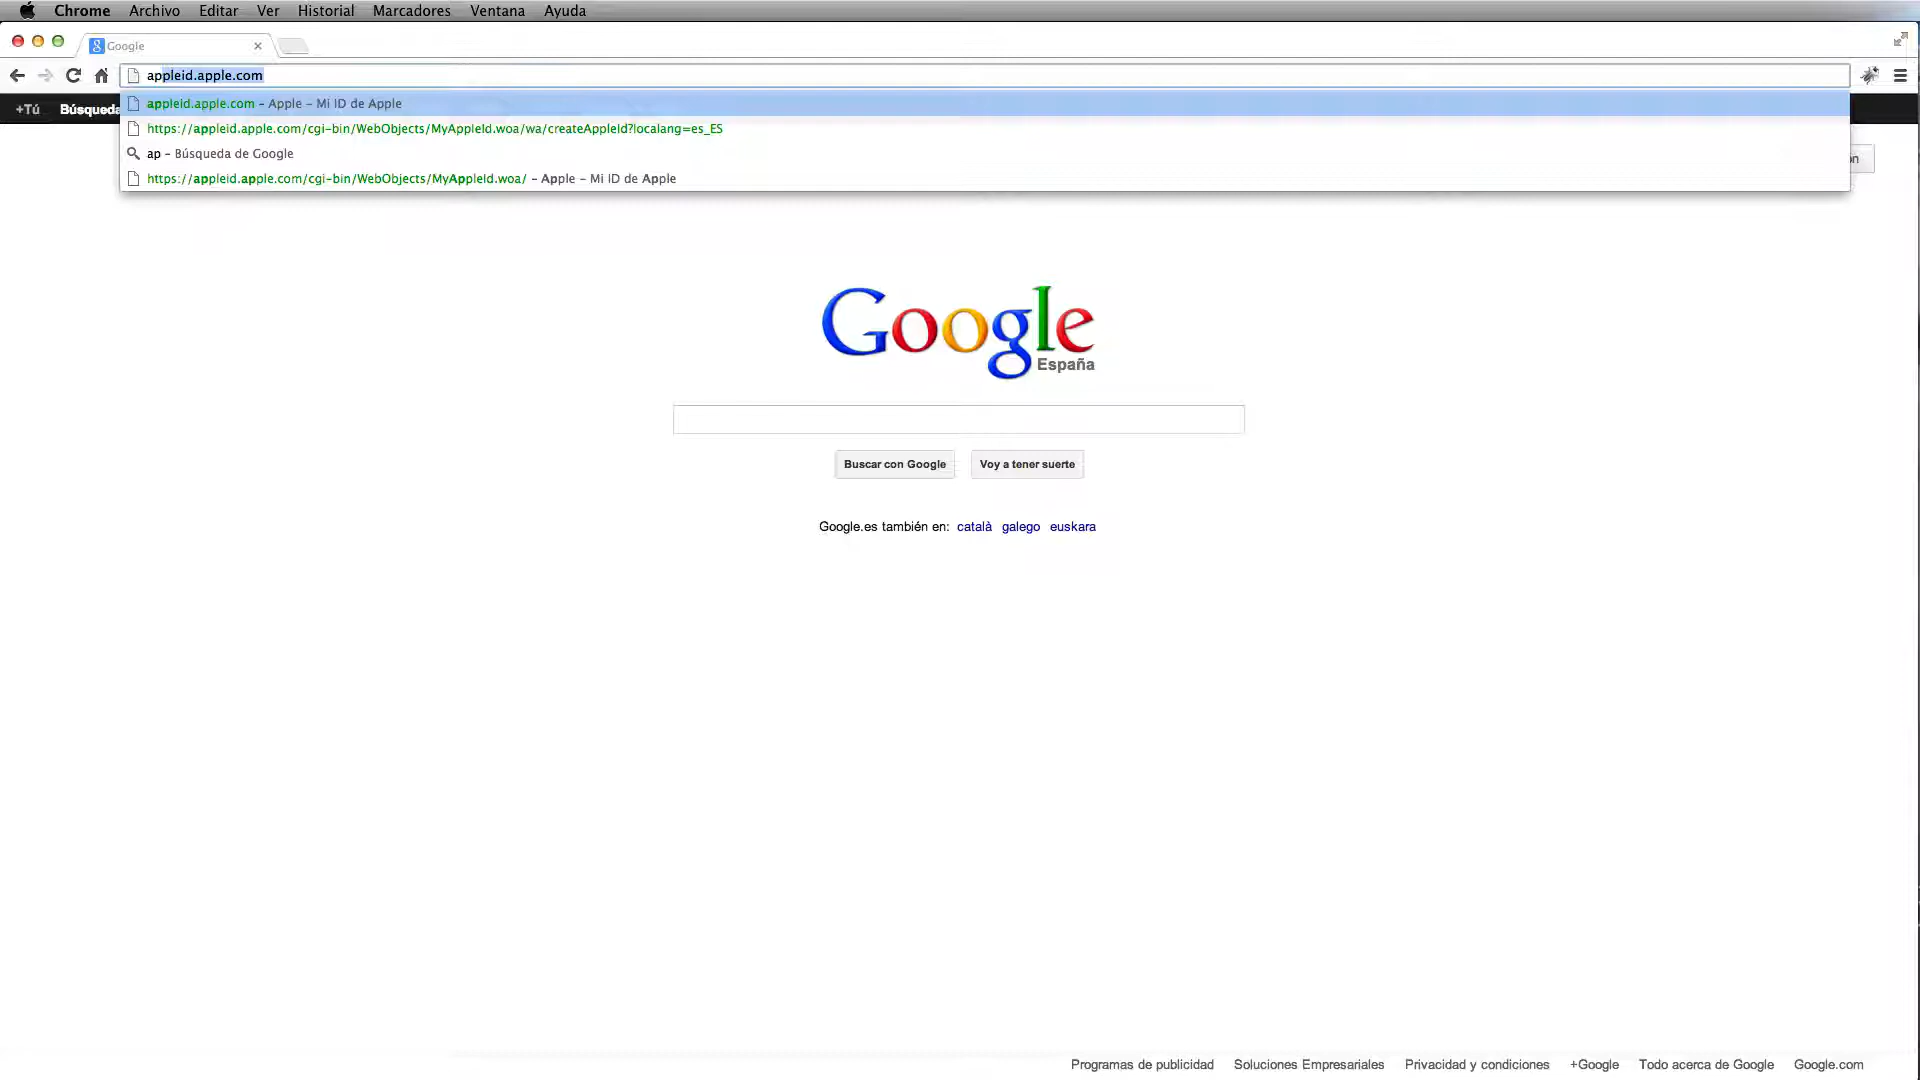 Chrome Archivo Editar Ver Historial Marcadores Ventana Ayuda
Google
appleid.apple.com
appleid.apple.com – Apple – Mi ID de Apple
+Tú Búsqueda
https://appleid.apple.com/cgi-bin/WebObjects/MyAppleId.woa/wa/createAppleId?localang=es_ES
ap – Búsqueda de Google
https://appleid.apple.com/cgi-bin/WebObjects/MyAppleId.woa/ – Apple – Mi ID de Apple
Google
España
Buscar con Google Voy a tener suerte
Google.es también en: català galego euskara
Programas de publicidad Soluciones Empresariales Privacidad y condiciones +Google Todo acerca de Google Google.com